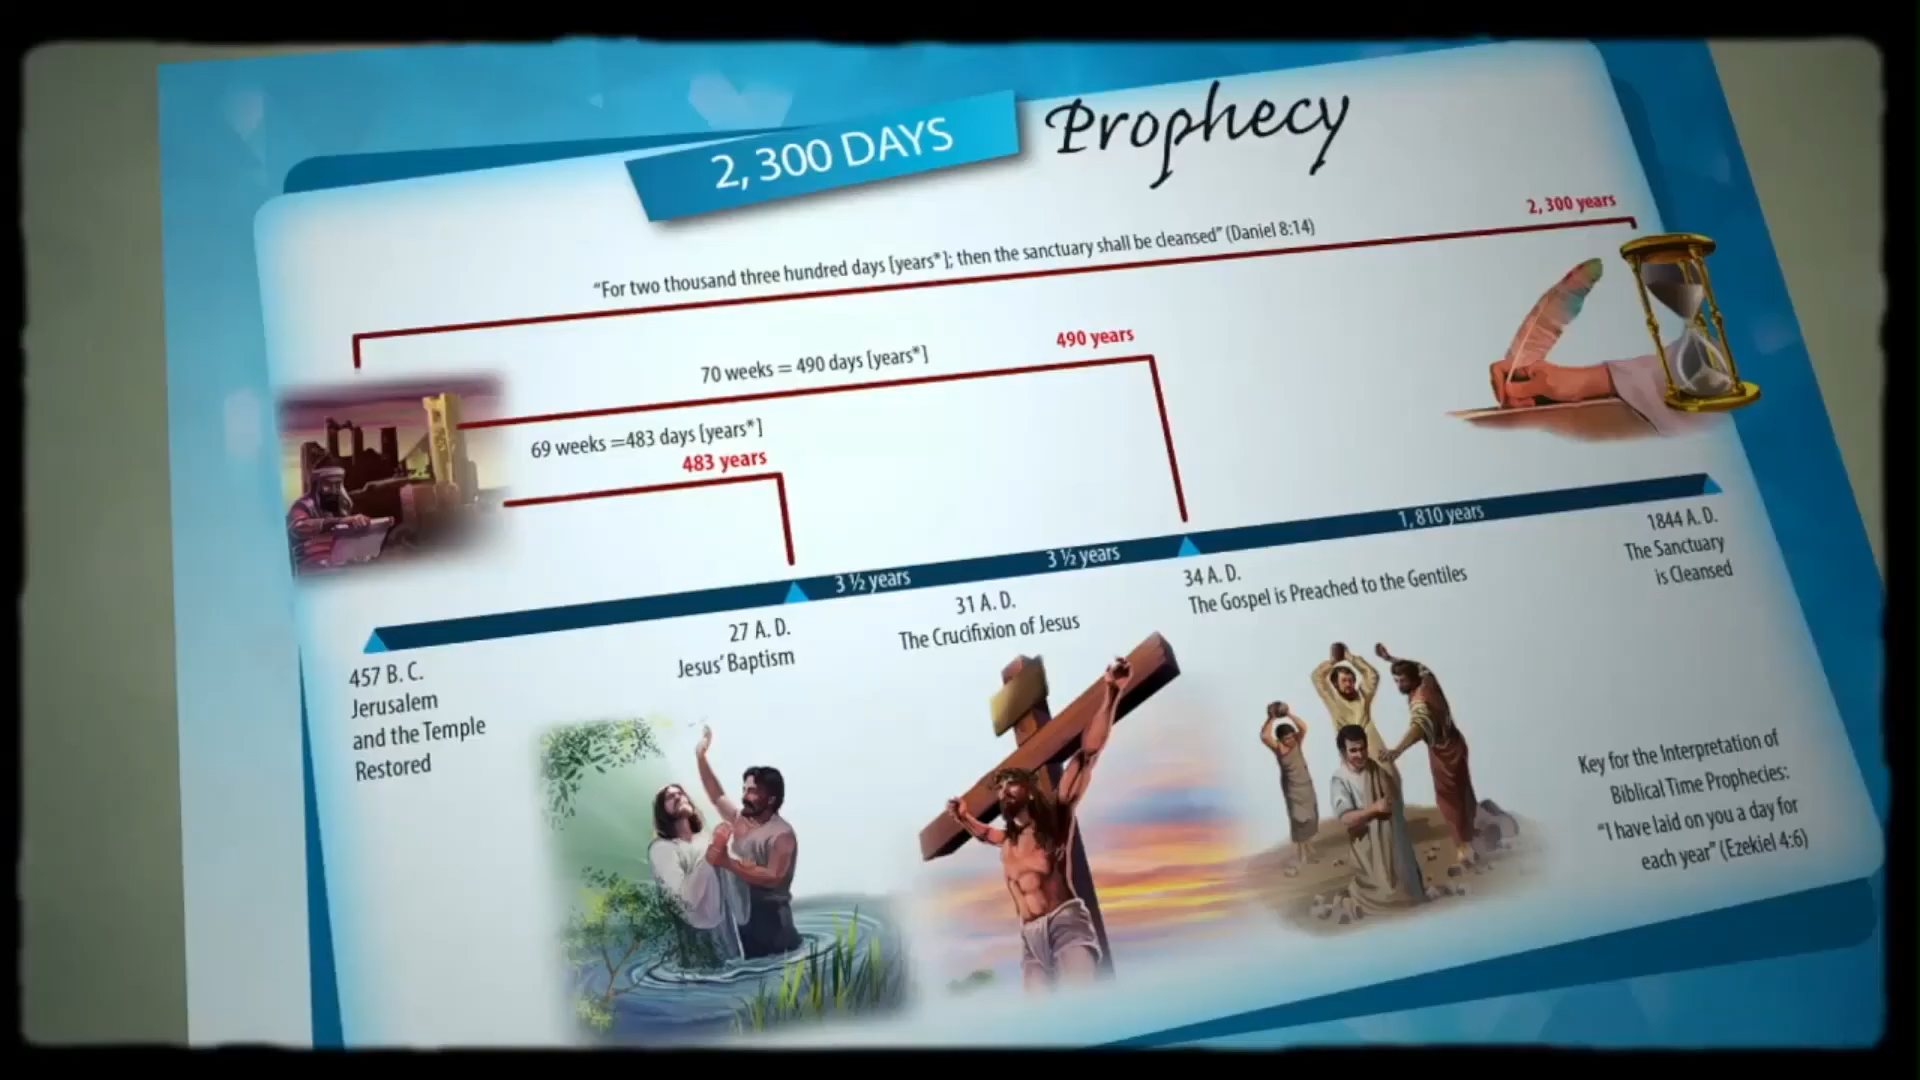 2, 300 DAYS Prophecy
2, 300 years
“For two thousand three hundred days [years*]; then the sanctuary shall be cleansed” (Daniel 8:14)
490 years
70 weeks = 490 days [years*]
69 weeks =483 days [years*]
483 years
3 ½ years
3 ½ years
1, 810 years
457 B. C.
Jerusalem
and the Temple
Restored
27 A. D.
Jesus’ Baptism
31 A. D.
The Crucifixion of Jesus
34 A. D.
The Gospel is Preached to the Gentiles
1844 A. D.
The Sanctuary
is Cleansed
Key for the Interpretation of
Biblical Time Prophecies:
“I have laid on you a day for
each year” (Ezekiel 4:6)